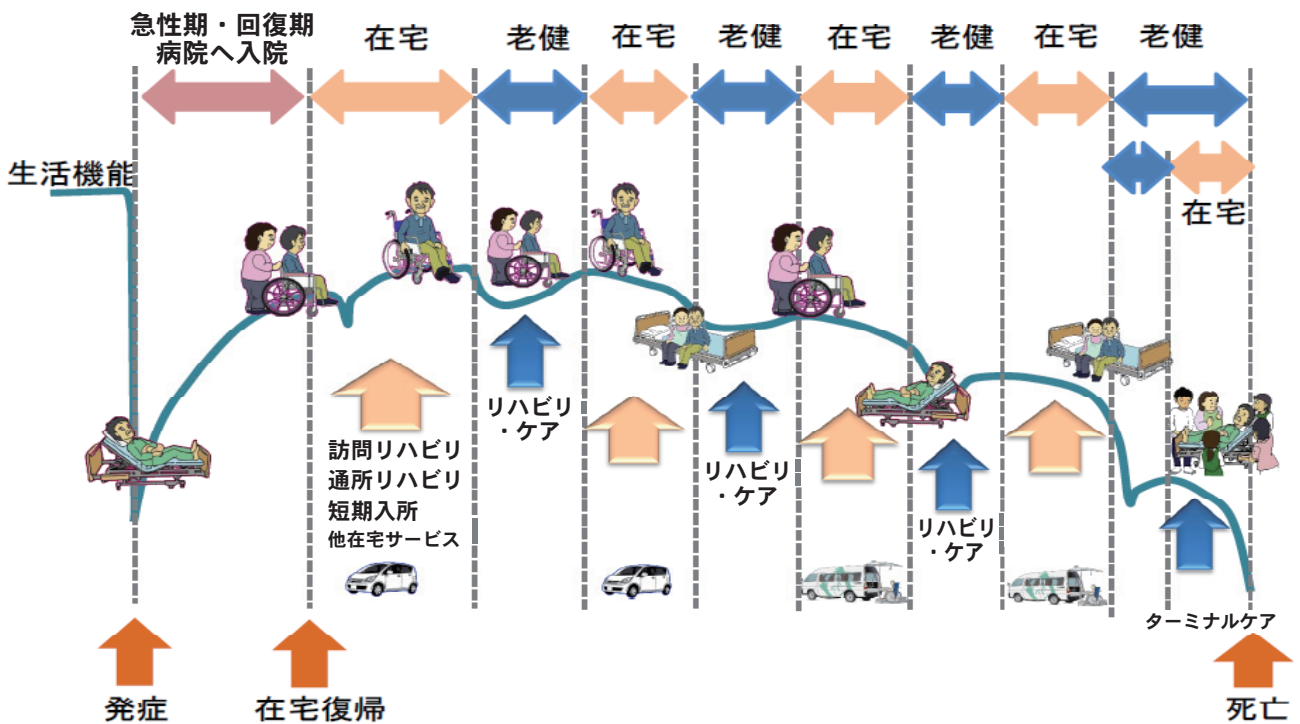 急性期・回復期
病院へ入院
在宅
老健
在宅
老健
在宅
老健
在宅
老健
生活機能
在宅
訪問リハビリ
通所リハビリ
短期入所
他在宅サービス
リハビリ
・ケア
リハビリ
・ケア
リハビリ
・ケア
ターミナルケア
発症
在宅復帰
死亡